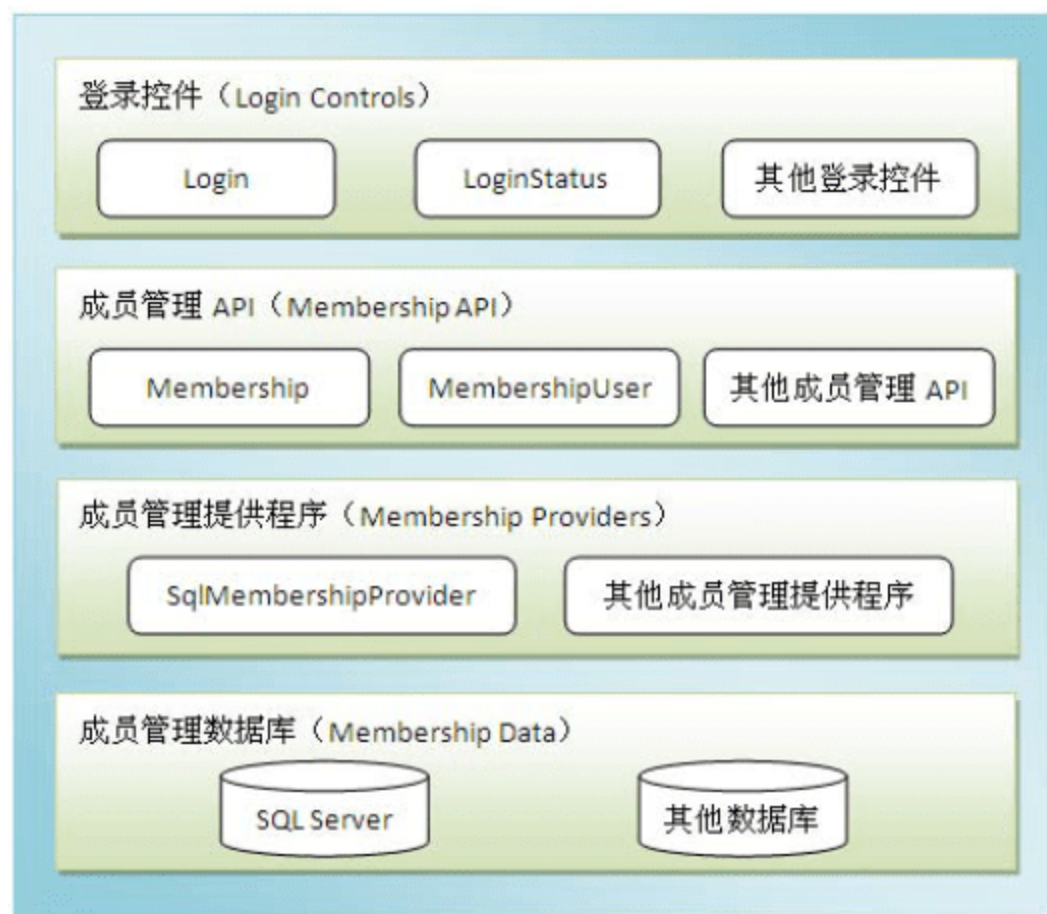 登录控件（Login Controls）
Login
LoginStatus
其他登录控件
成员管理 API（Membership API）
Membership
MembershipUser
其他成员管理 API
成员管理提供程序（Membership Providers）
SqlMembershipProvider
其他成员管理提供程序
成员管理数据库（Membership Data）
SQL Server
其他数据库